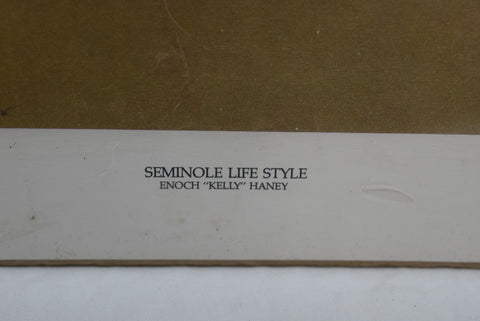 SEMINOLE LIFE STYLE
ENOCH "KELLY" HANEY